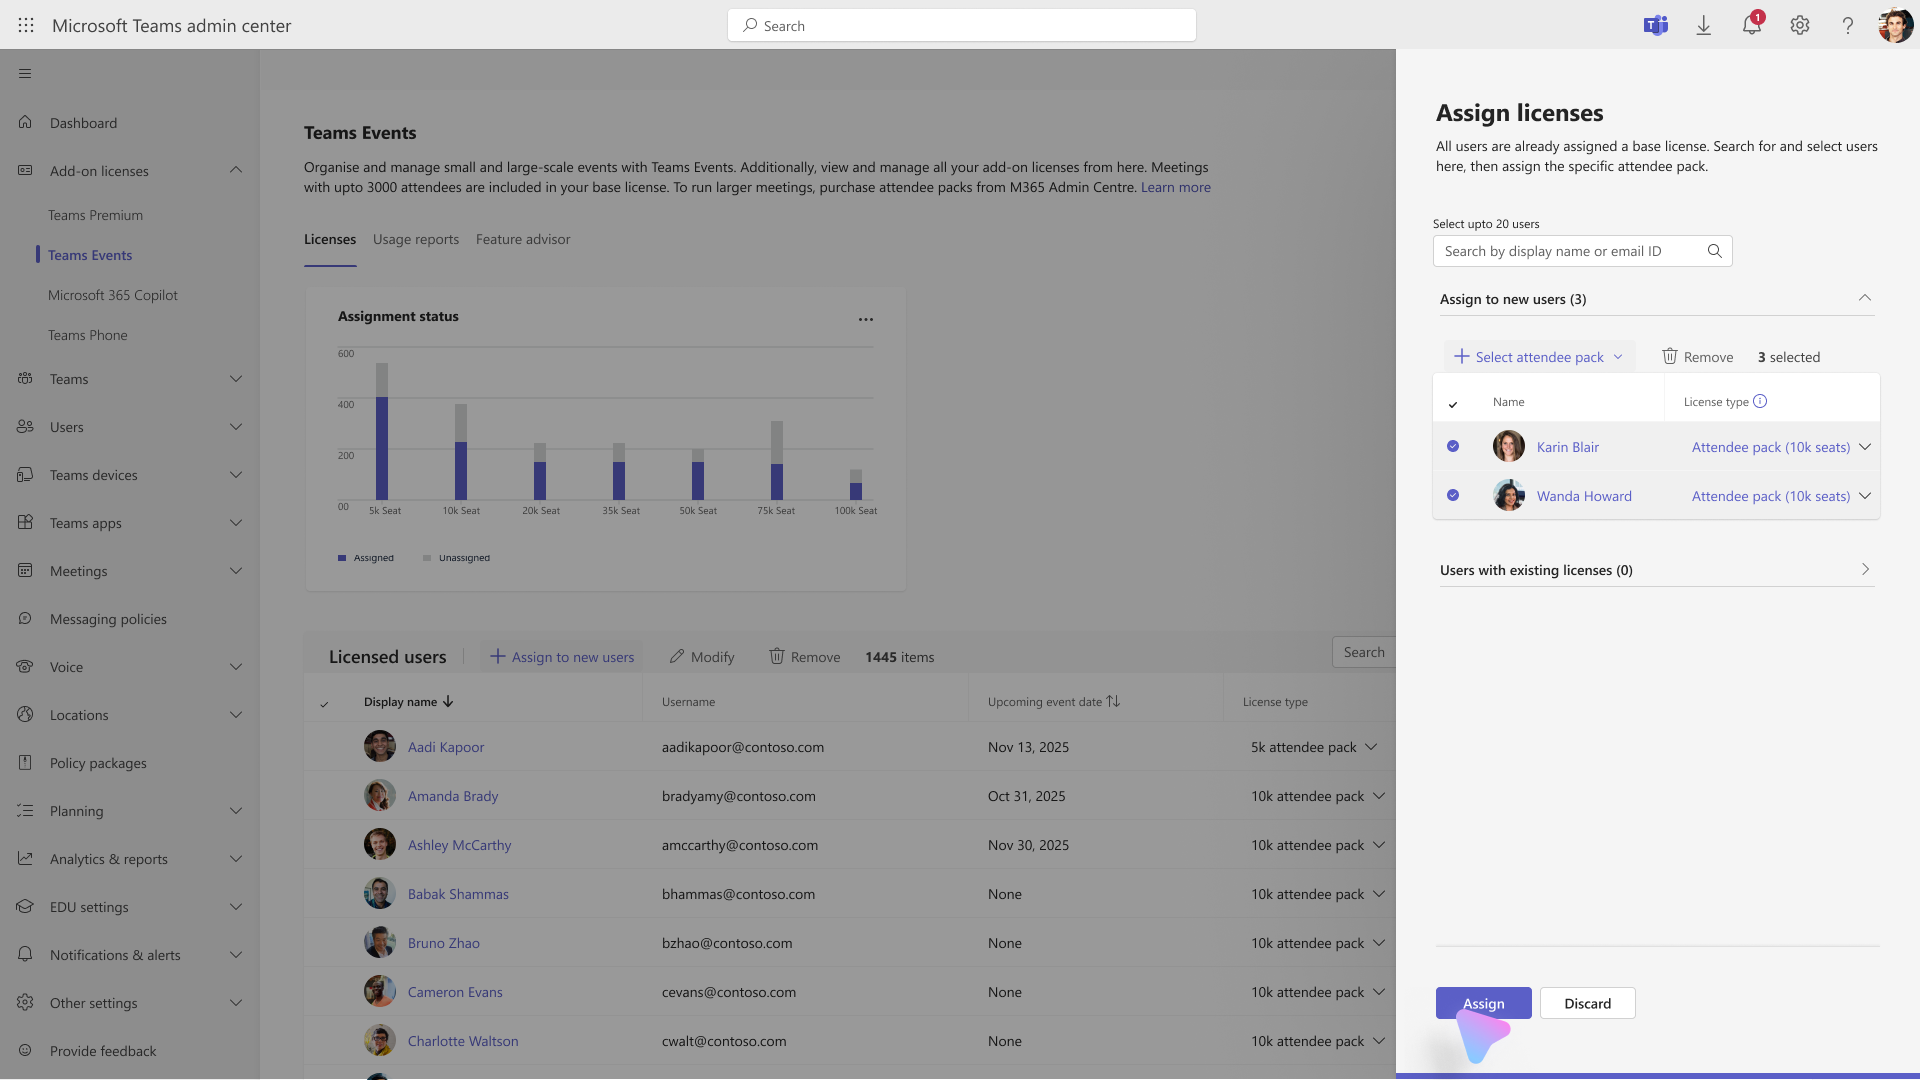 Microsoft Teams admin center
Search
1
Dashboard
Add-on licenses
Teams Premium
Teams Events
Microsoft 365 Copilot
Teams Phone
Teams
Users
Teams devices
Teams apps
Meetings
Messaging policies
Voice
Locations
Policy packages
Planning
Analytics & reports
EDU settings
Notifications & alerts
Other settings
Provide feedback
Teams Events
Organise and manage small and large-scale events with Teams Events. Additionally, view and manage all your add-on licenses from here. Meetings
with upto 3000 attendees are included in your base license. To run larger meetings, purchase attendee packs from M365 Admin Centre. Learn more
Licenses Usage reports Feature advisor
Assignment status
600
400
200
00
5k Seat 10k Seat 20k Seat 35k Seat 50k Seat 75k Seat 100k Seat
Assigned Unassigned
Licensed users Assign to new users Modify Remove 1445 items Search
Display name Username Upcoming event date License type
Aadi Kapoor aadikapoor@contoso.com Nov 13, 2025 5k attendee pack
Amanda Brady bradyamy@contoso.com Oct 31, 2025 10k attendee pack
Ashley McCarthy amccarthy@contoso.com Nov 30, 2025 10k attendee pack
Babak Shammas bhammas@contoso.com None 10k attendee pack
Bruno Zhao bzhao@contoso.com None 10k attendee pack
Cameron Evans cevans@contoso.com None 10k attendee pack
Charlotte Waltson cwalt@contoso.com None 10k attendee pack
Assign licenses
All users are already assigned a base license. Search for and select users
here, then assign the specific attendee pack.
Select upto 20 users
Search by display name or email ID
Assign to new users (3)
Select attendee pack Remove 3 selected
Name License type
Karin Blair Attendee pack (10k seats)
Wanda Howard Attendee pack (10k seats)
Users with existing licenses (0)
Assign Discard